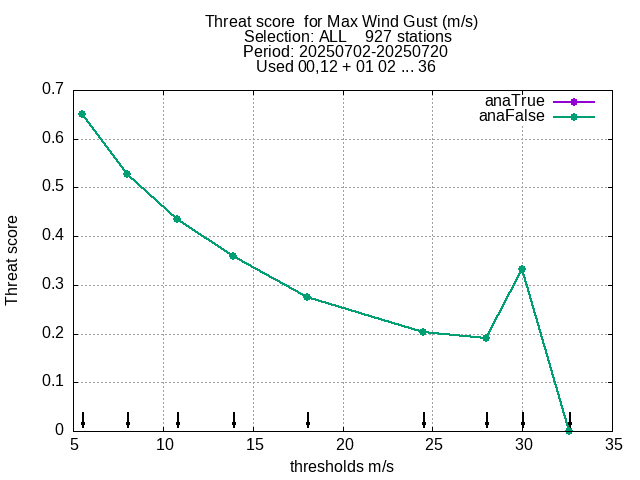 Threat score  for Max Wind Gust (m/s)
Selection: ALL    927 stations
Period: 20250702-20250720
Used 00,12 + 01 02 ... 36
anaTrue
anaFalse
0.7
0.6
0.5
0.4
0.3
0.2
0.1
0
Threat score
5 10 15 20 25 30 35
thresholds m/s